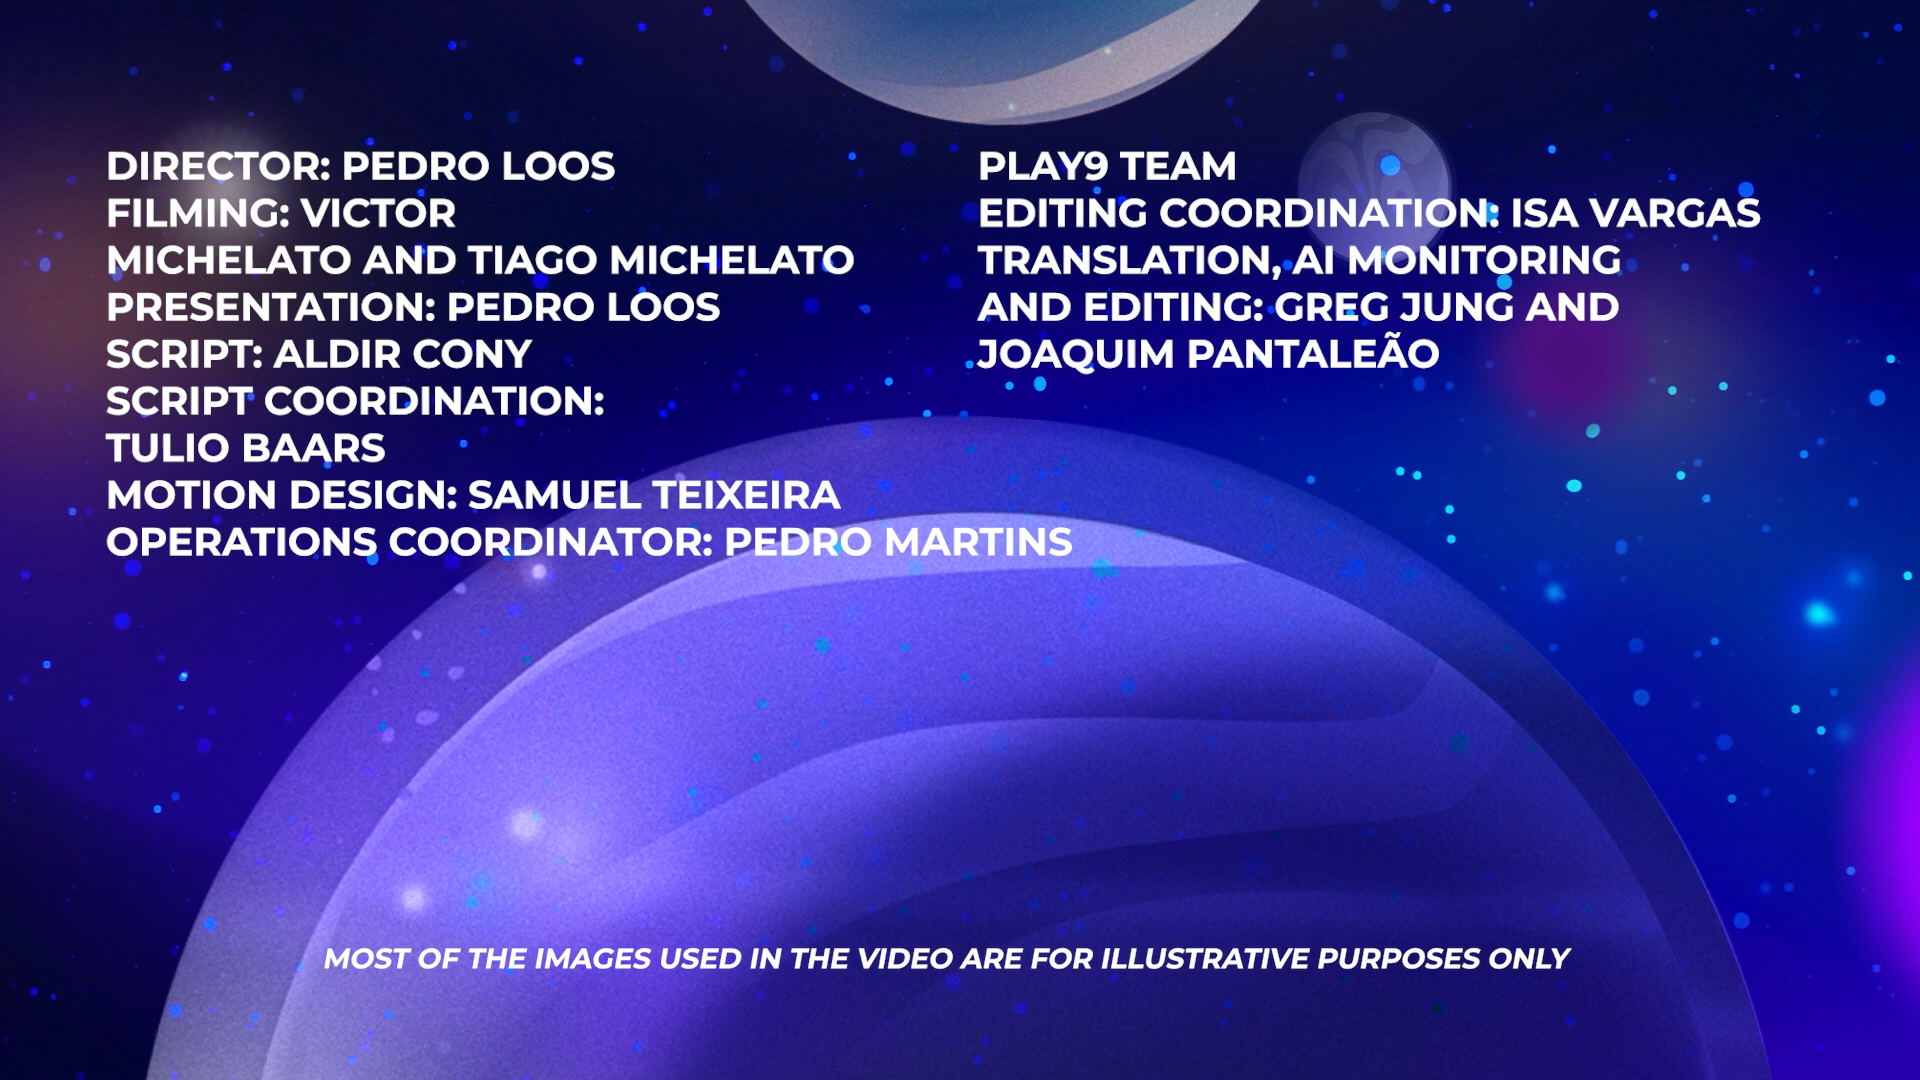 DIRECTOR: PEDRO LOOS
FILMING: VICTOR
MICHELATO AND TIAGO MICHELATO
PRESENTATION: PEDRO LOOS
SCRIPT: ALDIR CONY
SCRIPT COORDINATION:
TULIO BAARS
MOTION DESIGN: SAMUEL TEIXEIRA
OPERATIONS COORDINATOR: PEDRO MARTINS
PLAY9 TEAM
EDITING COORDINATION: ISA VARGAS
TRANSLATION, AI MONITORING
AND EDITING: GREG JUNG AND
JOAQUIM PANTALEÃO
MOST OF THE IMAGES USED IN THE VIDEO ARE FOR ILLUSTRATIVE PURPOSES ONLY